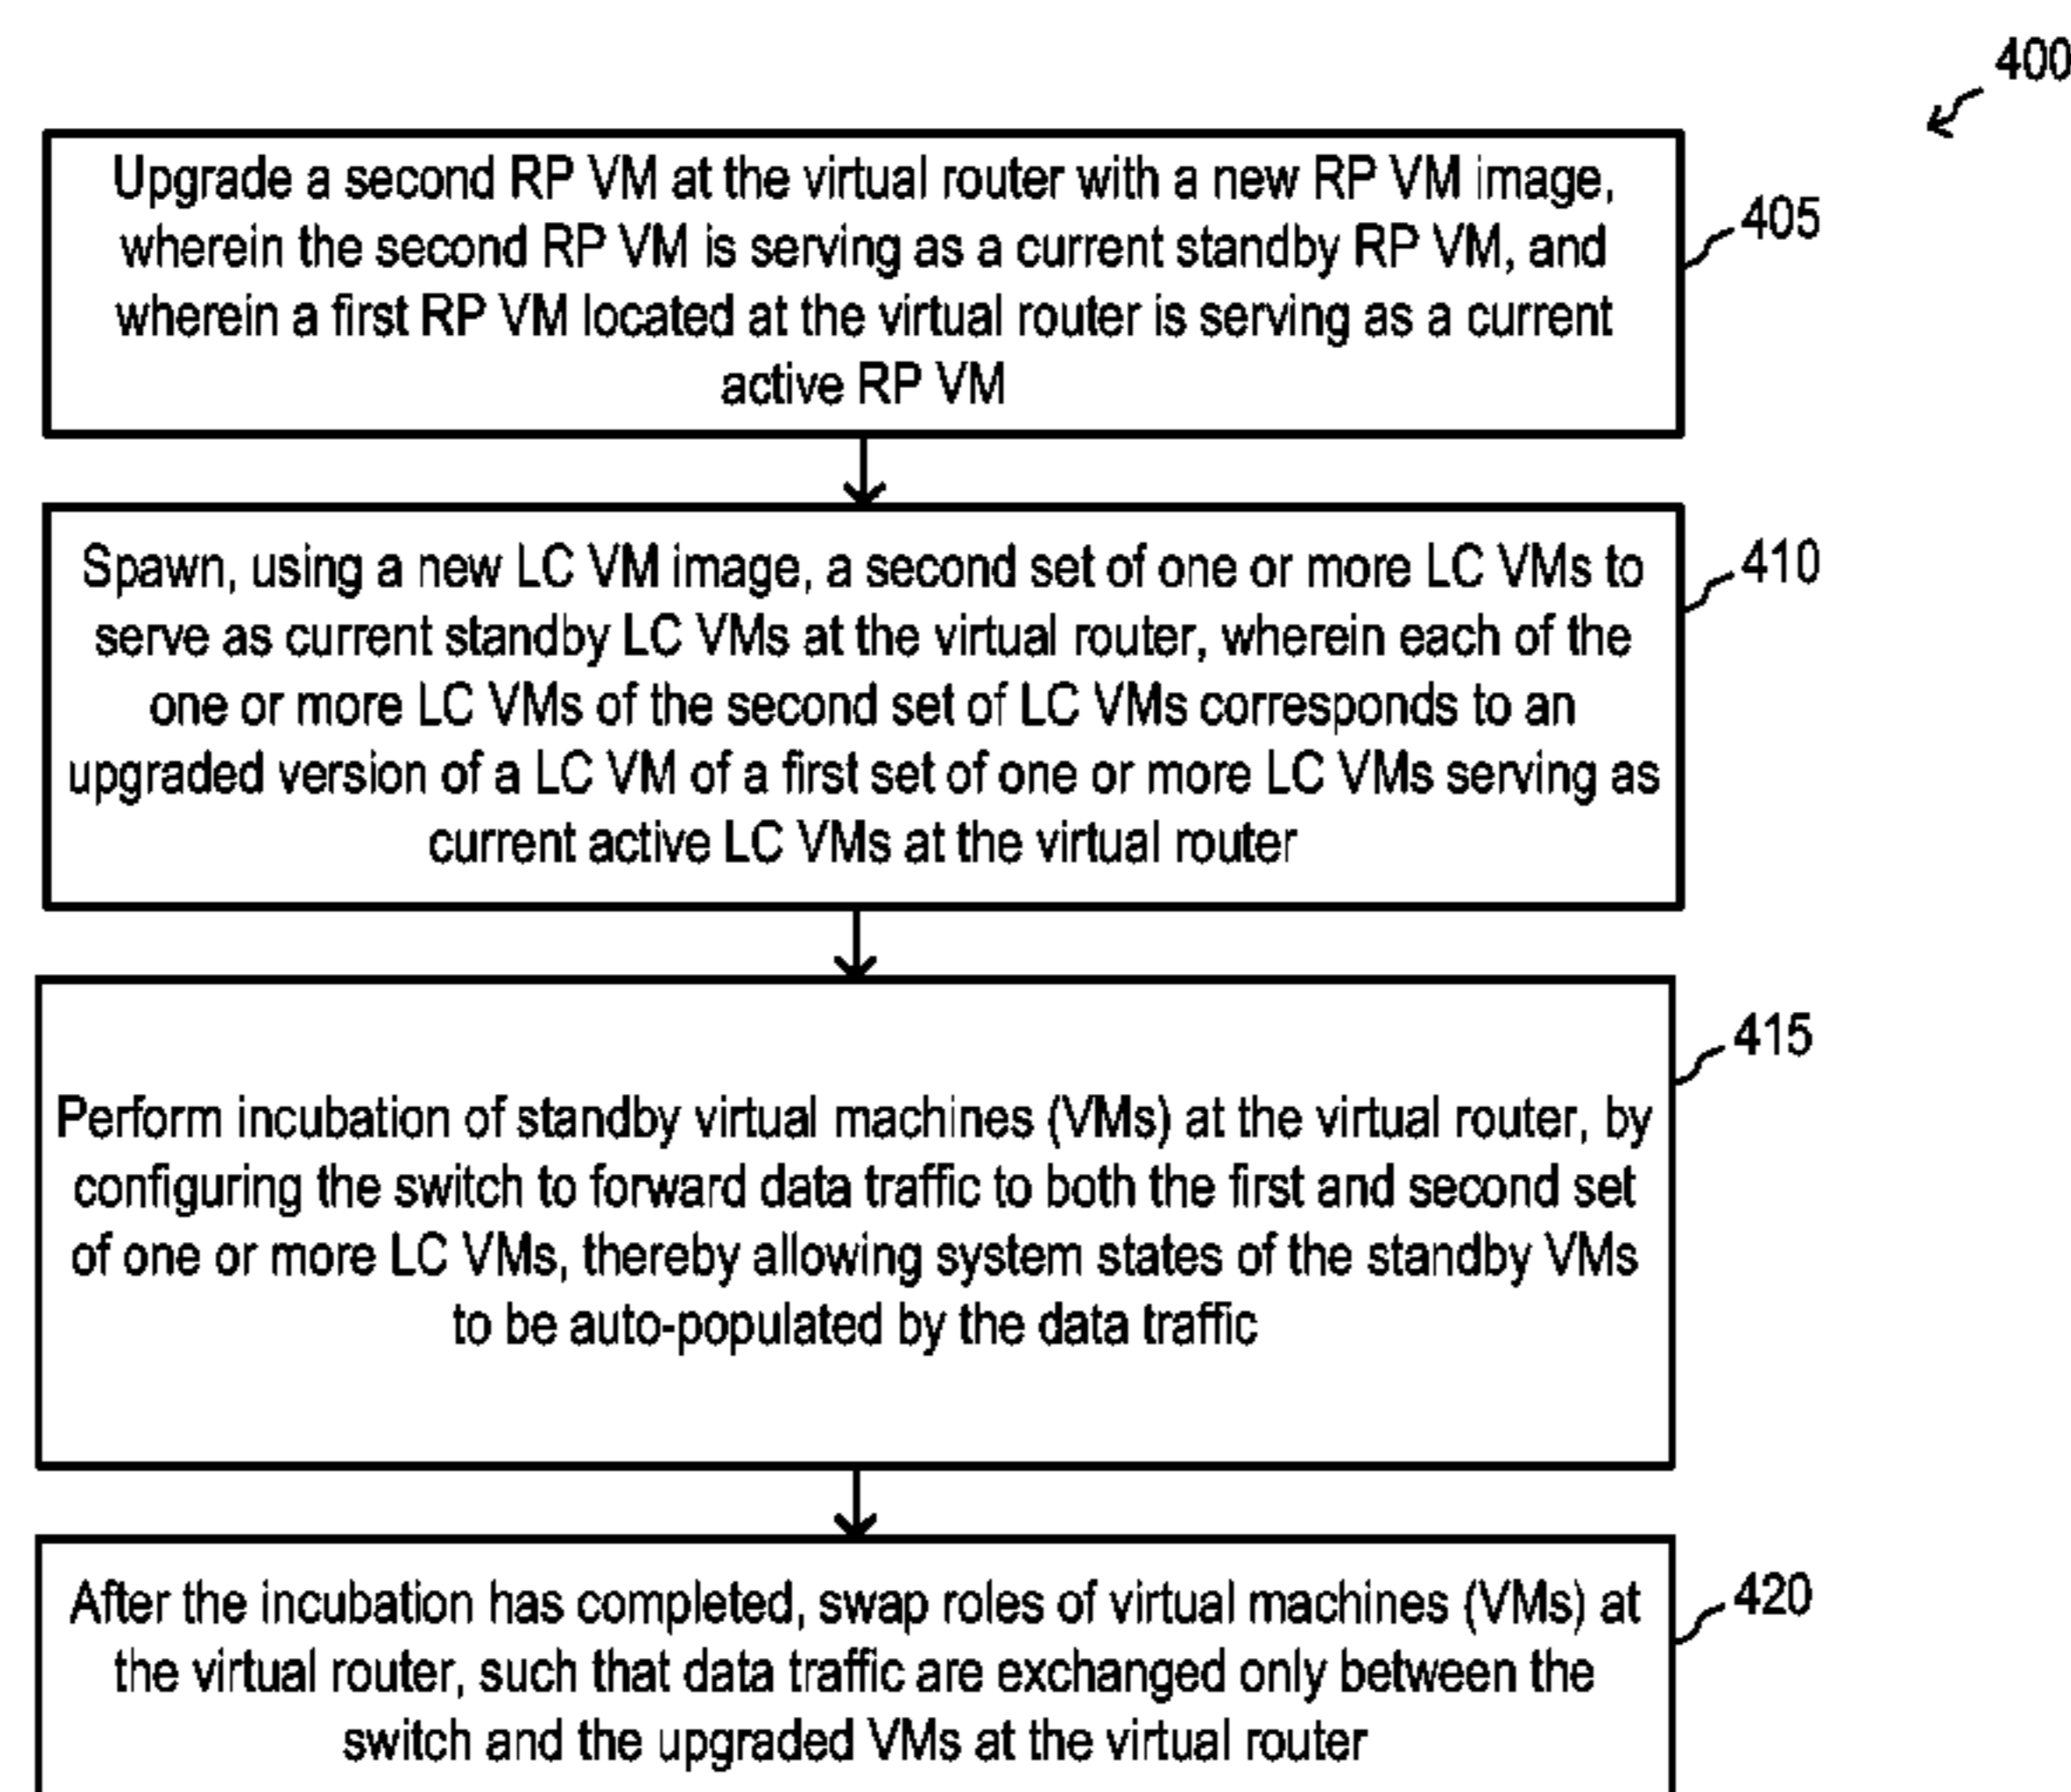 400
Upgrade a second RP VM at the virtual router with a new RP VM image,
wherein the second RP VM is serving as a current standby RP VM, and
wherein a first RP VM located at the virtual router is serving as a current
active RP VM
405
Spawn, using a new LC VM image, a second set of one or more LC VMs to
serve as current standby LC VMs at the virtual router, wherein each of the
one or more LC VMs of the second set of LC VMs corresponds to an
upgraded version of a LC VM of a first set of one or more LC VMs serving as
current active LC VMs at the virtual router
410
Perform incubation of standby virtual machines (VMs) at the virtual router, by
configuring the switch to forward data traffic to both the first and second set
of one or more LC VMs, thereby allowing system states of the standby VMs
to be auto-populated by the data traffic
415
After the incubation has completed, swap roles of virtual machines (VMs) at
the virtual router, such that data traffic are exchanged only between the
switch and the upgraded VMs at the virtual router
420